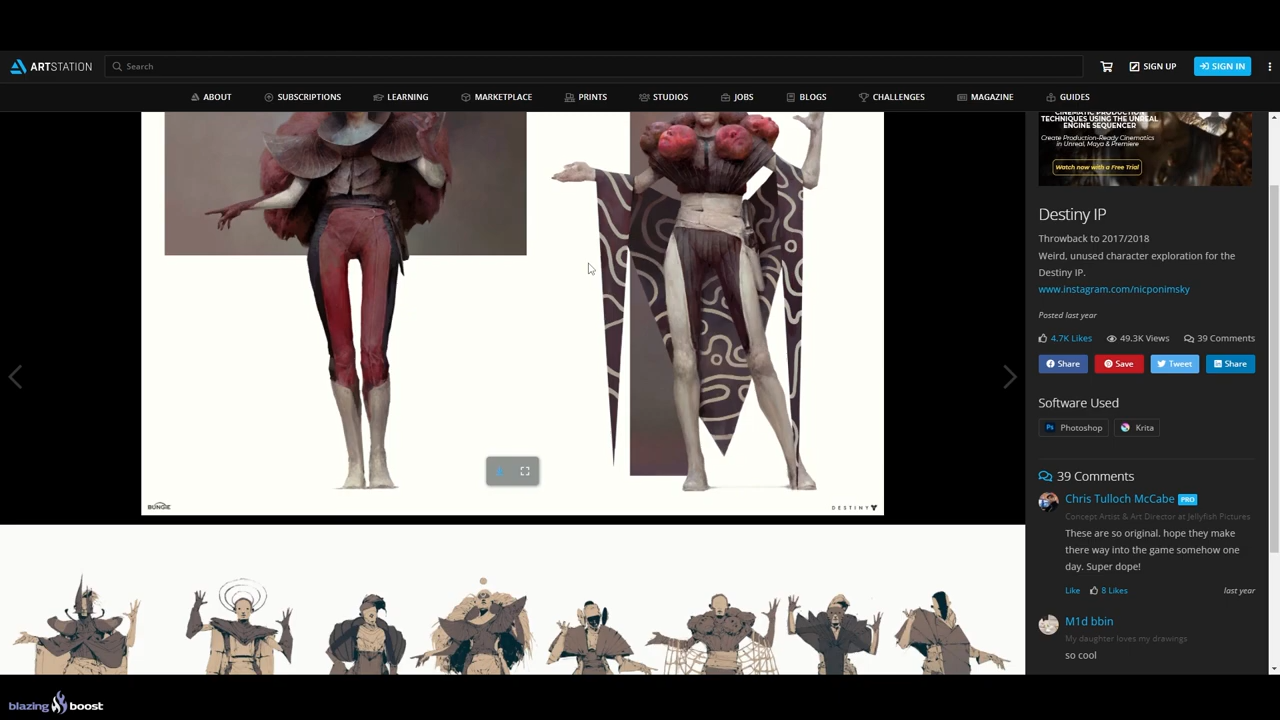 ARTSTATION
Search
SIGN UP
SIGN IN
ABOUT
SUBSCRIPTIONS
LEARNING
MARKETPLACE
PRINTS
STUDIOS
JOBS
BLOGS
CHALLENGES
MAGAZINE
GUIDES
CINEMATIC PRODUCTION
TECHNIQUES USING THE UNREAL
ENGINE SEQUENCER
Create Production-Ready Cinematics
in Unreal, Maya & Premiere
Watch now with a Free Trial
Destiny IP
Throwback to 2017/2018
Weird, unused character exploration for the
Destiny IP.
www.instagram.com/nicponimsky
Posted last year
4.7K Likes
49.3K Views
39 Comments
Share
Save
Tweet
Share
Software Used
Ps Photoshop
Krita
39 Comments
Chris Tulloch McCabe PRO
Concept Artist & Art Director at Jellyfish Pictures
These are so original. hope they make
there way into the game somehow one
day. Super dope!
Like
8 Likes
last year
M1d bbin
My daughter loves my drawings
so cool
BUNGIE
DESTINY
blazing boost